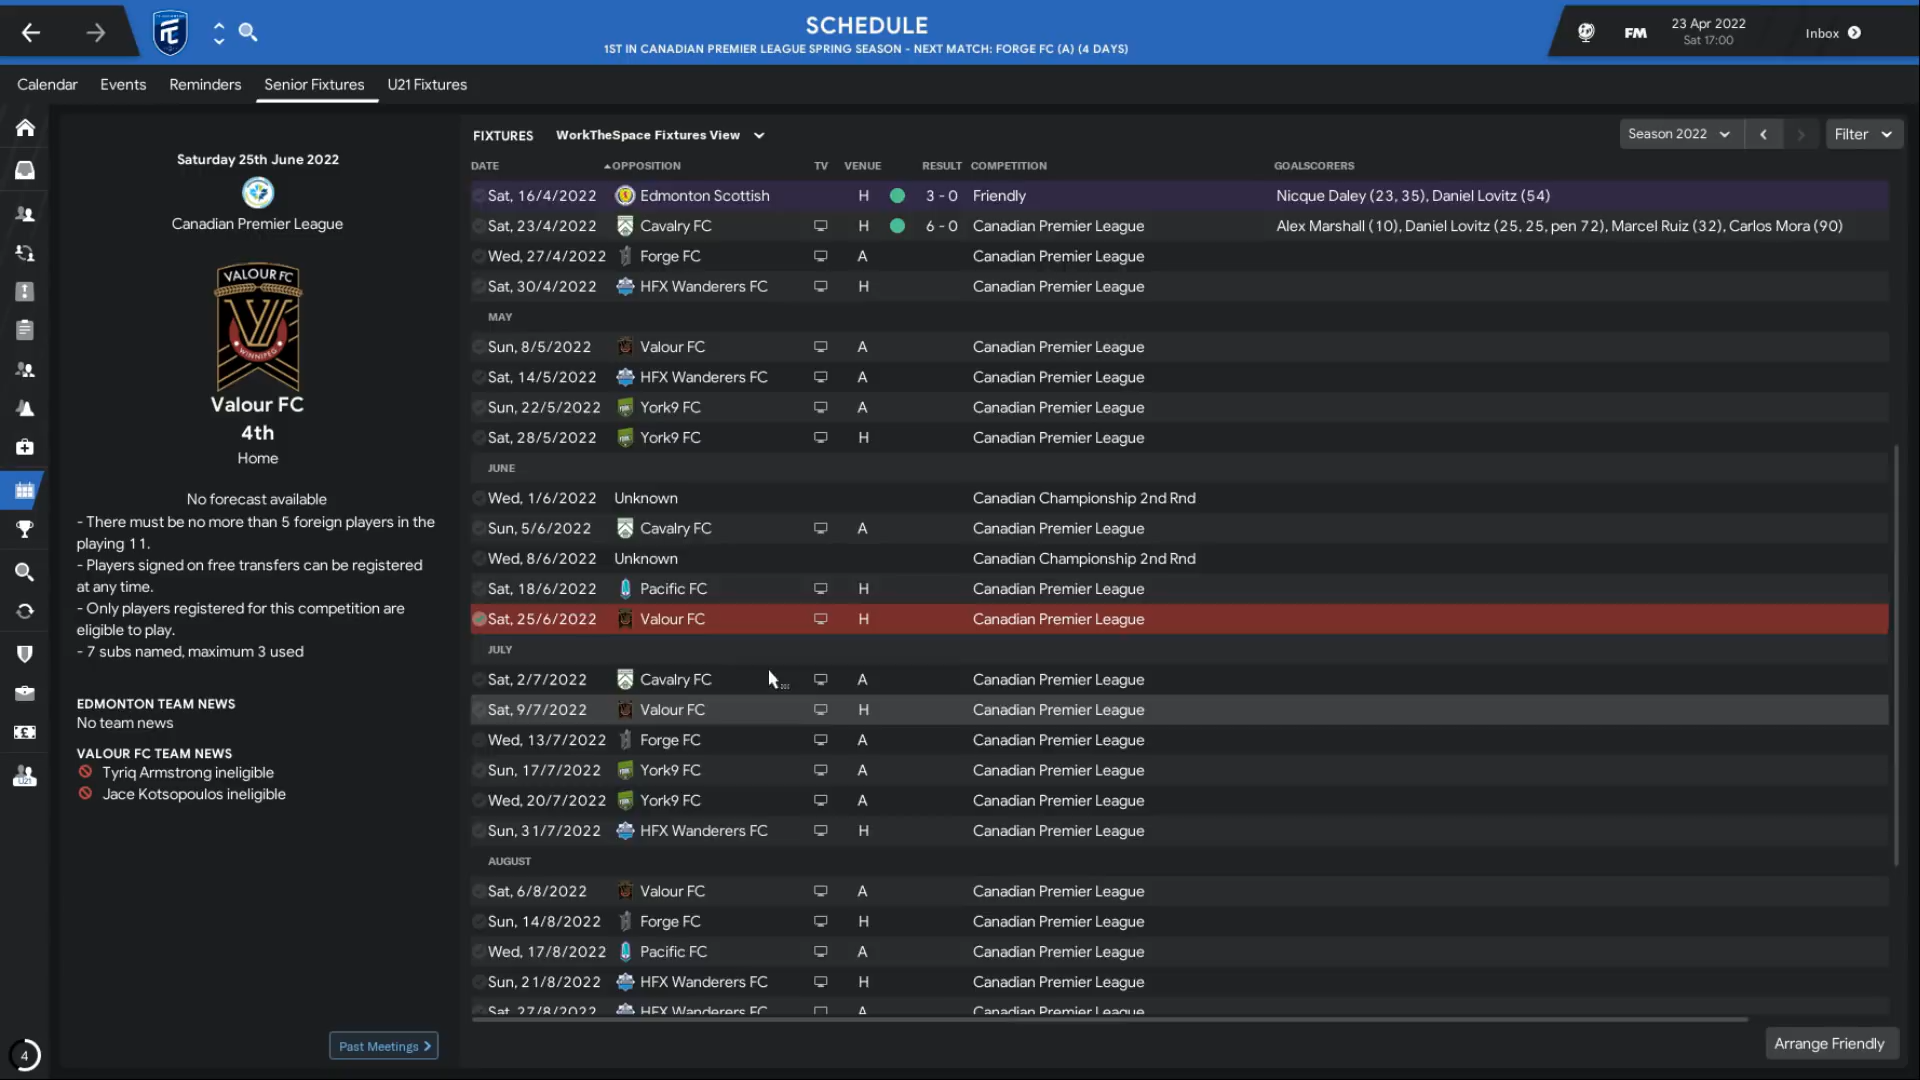 SCHEDULE
1ST IN CANADIAN PREMIER LEAGUE SPRING SEASON - NEXT MATCH: FORGE FC (A) (4 DAYS)
FM
23 Apr 2022
Sat 17:00
Inbox
Calendar
Events
Reminders
Senior Fixtures
U21 Fixtures
Saturday 25th June 2022
Canadian Premier League
VALOUR FC
WINNIPEG
Valour FC
4th
Home
No forecast available
- There must be no more than 5 foreign players in the
playing 11.
- Players signed on free transfers can be registered
at any time.
- Only players registered for this competition are
eligible to play.
- 7 subs named, maximum 3 used
EDMONTON TEAM NEWS
No team news
VALOUR FC TEAM NEWS
Tyriq Armstrong ineligible
Jace Kotsopoulos ineligible
Past Meetings
4
FIXTURES WorkTheSpace Fixtures View
Season 2022
Filter
DATE OPPOSITION TV VENUE RESULT COMPETITION GOALSCORERS
Sat, 16/4/2022 Edmonton Scottish H 3 - 0 Friendly Nicque Daley (23, 35), Daniel Lovitz (54)
Sat, 23/4/2022 Cavalry FC H 6 - 0 Canadian Premier League Alex Marshall (10), Daniel Lovitz (25, 25, pen 72), Marcel Ruiz (32), Carlos Mora (90)
Wed, 27/4/2022 Forge FC A Canadian Premier League
Sat, 30/4/2022 HFX Wanderers FC H Canadian Premier League
MAY
Sun, 8/5/2022 Valour FC A Canadian Premier League
Sat, 14/5/2022 HFX Wanderers FC A Canadian Premier League
Sun, 22/5/2022 York9 FC A Canadian Premier League
Sat, 28/5/2022 York9 FC H Canadian Premier League
JUNE
Wed, 1/6/2022 Unknown Canadian Championship 2nd Rnd
Sun, 5/6/2022 Cavalry FC A Canadian Premier League
Wed, 8/6/2022 Unknown Canadian Championship 2nd Rnd
Sat, 18/6/2022 Pacific FC H Canadian Premier League
Sat, 25/6/2022 Valour FC H Canadian Premier League
JULY
Sat, 2/7/2022 Cavalry FC A Canadian Premier League
Sat, 9/7/2022 Valour FC H Canadian Premier League
Wed, 13/7/2022 Forge FC A Canadian Premier League
Sun, 17/7/2022 York9 FC A Canadian Premier League
Wed, 20/7/2022 York9 FC A Canadian Premier League
Sun, 31/7/2022 HFX Wanderers FC H Canadian Premier League
AUGUST
Sat, 6/8/2022 Valour FC A Canadian Premier League
Sun, 14/8/2022 Forge FC H Canadian Premier League
Wed, 17/8/2022 Pacific FC A Canadian Premier League
Sun, 21/8/2022 HFX Wanderers FC H Canadian Premier League
Sat, 27/8/2022 HFX Wanderers FC A Canadian Premier League
Arrange Friendly